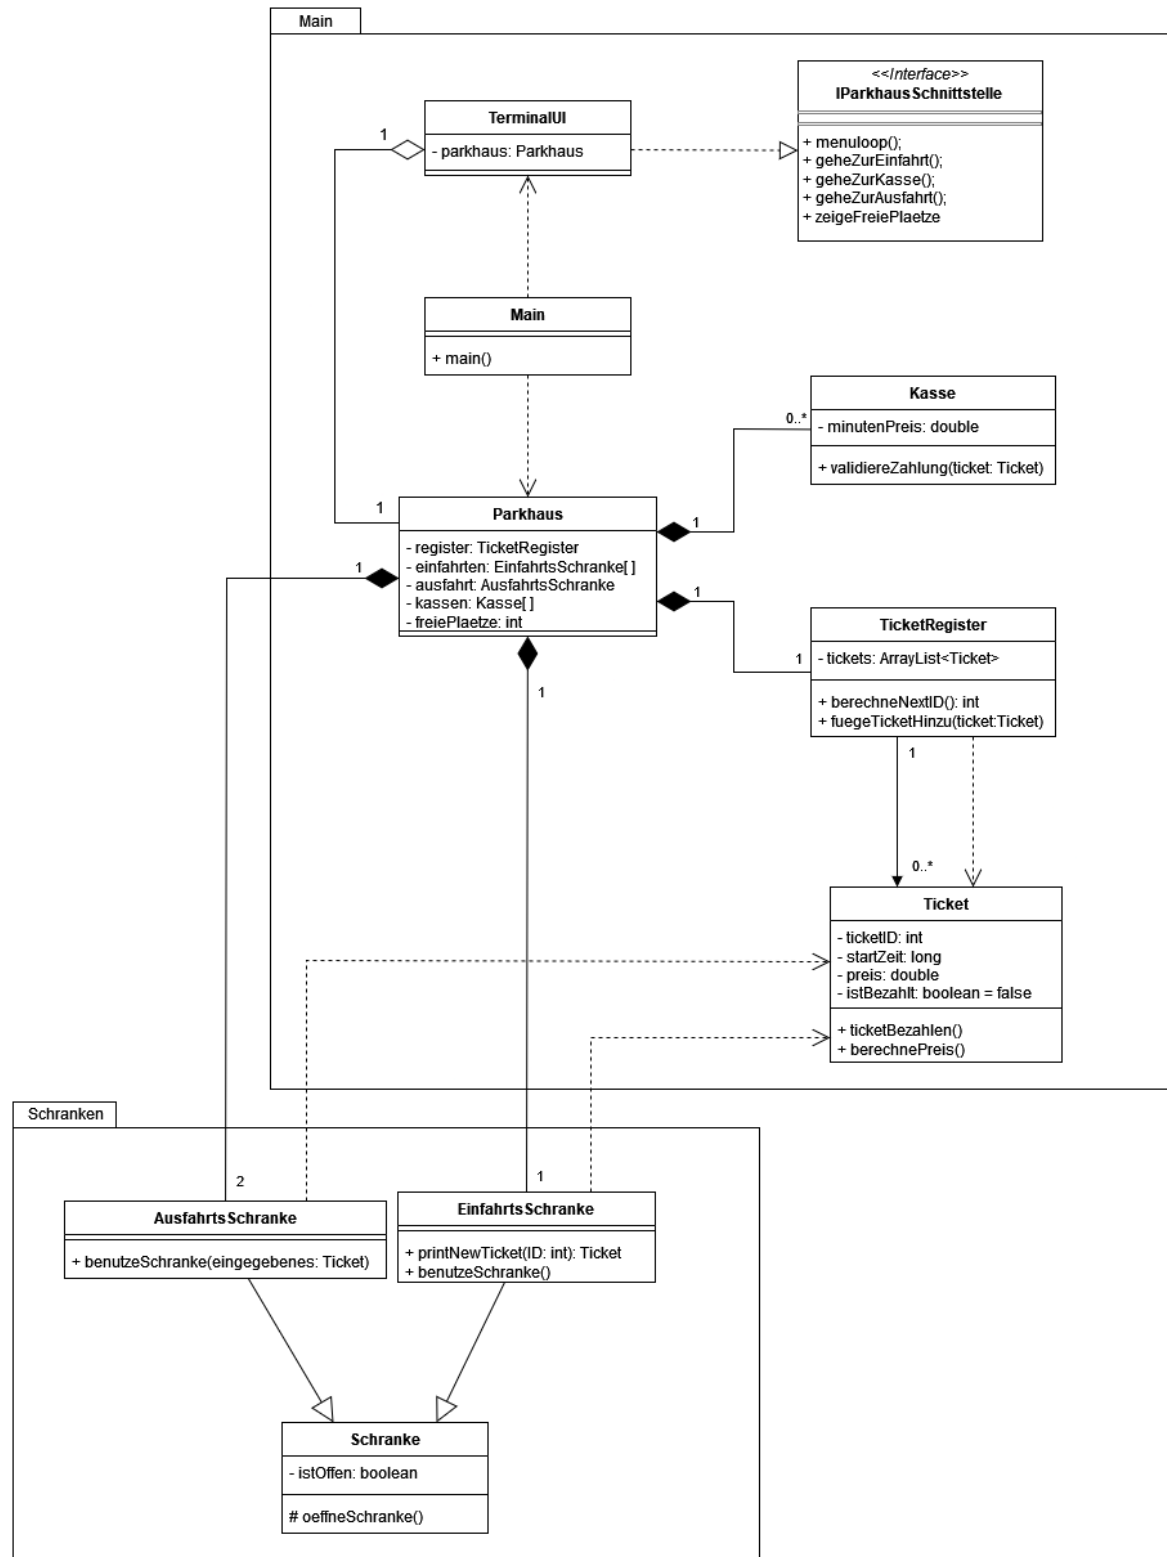 Main
<<Interface>>
IParkhausSchnittstelle
+ menuloop();
+ geheZurEinfahrt();
+ geheZurKasse();
+ geheZurAusfahrt();
+ zeigeFreiePlaetze
TerminalUI
- parkhaus: Parkhaus
1
Main
+ main()
Kasse
- minutenPreis: double
+ validiereZahlung(ticket: Ticket)
0..*
1
1
Parkhaus
- register: TicketRegister
- einfahrten: EinfahrtsSchranke[ ]
- ausfahrt: AusfahrtsSchranke
- kassen: Kasse[ ]
- freiePlaetze: int
1
1
1
1
TicketRegister
- tickets: ArrayList<Ticket>
+ berechneNextID(): int
+ fuegeTicketHinzu(ticket:Ticket)
1
0..*
Ticket
- ticketID: int
- startZeit: long
- preis: double
- istBezahlt: boolean = false
+ ticketBezahlen()
+ berechnePreis()
Schranken
2
1
AusfahrtsSchranke
+ benutzeSchranke(eingegebenes: Ticket)
EinfahrtsSchranke
+ printNewTicket(ID: int): Ticket
+ benutzeSchranke()
Schranke
- istOffen: boolean
# oeffneSchranke()